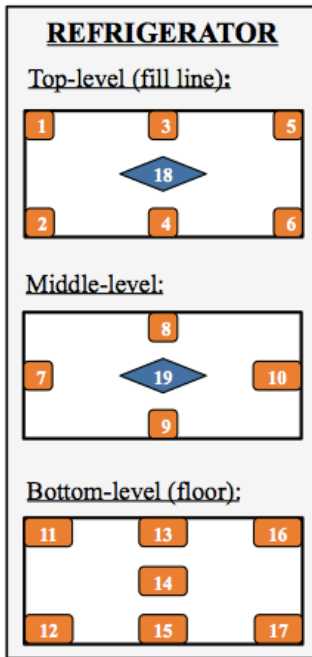 REFRIGERATOR
Top-level (fill line):
1 3 5
18
2 4 6
Middle-level:
8
7 19 10
9
Bottom-level (floor):
11 13 16
14
12 15 17